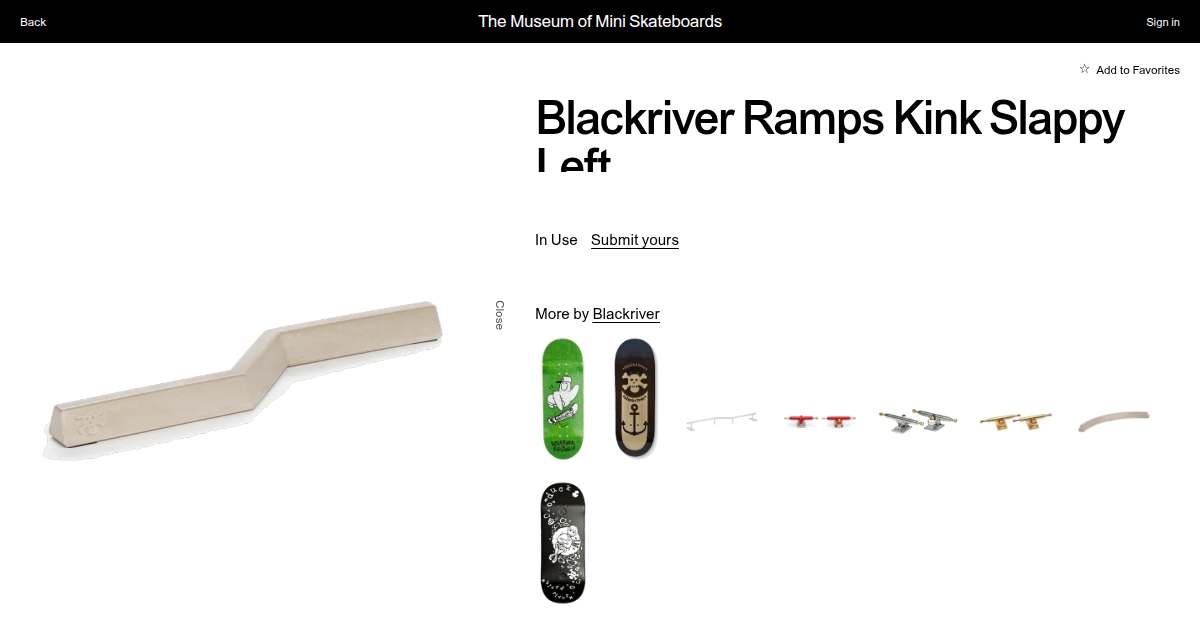 Back
The Museum of Mini Skateboards
Sign in
☆ Add to Favorites
Blackriver Ramps Kink Slappy
Left
In Use Submit yours
Close
More by Blackriver